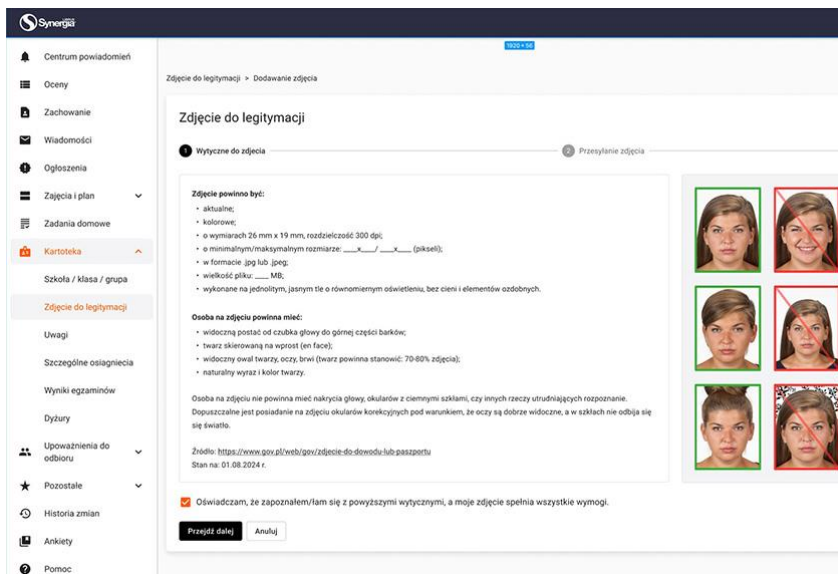 LIBRUS
Synergia
1920 × 56
Centrum powiadomień
Oceny
Zachowanie
Wiadomości
Ogłoszenia
Zajęcia i plan
Zadania domowe
Kartoteka
Szkoła / klasa / grupa
Zdjęcie do legitymacji
Uwagi
Szczególne osiagniecia
Wyniki egzaminów
Dyżury
Upoważnienia do
odbioru
Pozostałe
Historia zmian
Ankiety
Pomoc
Zdjęcie do legitymacji > Dodawanie zdjęcia
Zdjęcie do legitymacji
1 Wytyczne do zdjecia
2 Przesyłanie zdjęcia
Zdjęcie powinno być:
• aktualne;
• kolorowe;
• o wymiarach 26 mm x 19 mm, rozdzielczość 300 dpi;
• o minimalnym/maksymalnym rozmiarze: ____x____/ ____x____ (pikseli);
• w formacie .jpg lub .jpeg;
• wielkość pliku: ____ MB;
• wykonane na jednolitym, jasnym tle o równomiernym oświetleniu, bez cieni i elementów ozdobnych.
Osoba na zdjęciu powinna mieć:
• widoczną postać od czubka głowy do górnej części barków;
• twarz skierowaną na wprost (en face);
• widoczny owal twarzy, oczy, brwi (twarz powinna stanowić: 70-80% zdjęcia);
• naturalny wyraz i kolor twarzy.
Osoba na zdjęciu nie powinna mieć nakrycia głowy, okularów z ciemnymi szkłami, czy innych rzeczy utrudniających rozpoznanie.
Dopuszczalne jest posiadanie na zdjęciu okularów korekcyjnych pod warunkiem, że oczy są dobrze widoczne, a w szkłach nie odbija się
się światło.
Źródło: https://www.gov.pl/web/gov/zdjecie-do-dowodu-lub-paszportu
Stan na: 01.08.2024 r.
Oświadczam, że zapoznałem/łam się z powyższymi wytycznymi, a moje zdjęcie spełnia wszystkie wymogi.
Przejdź dalej
Anuluj